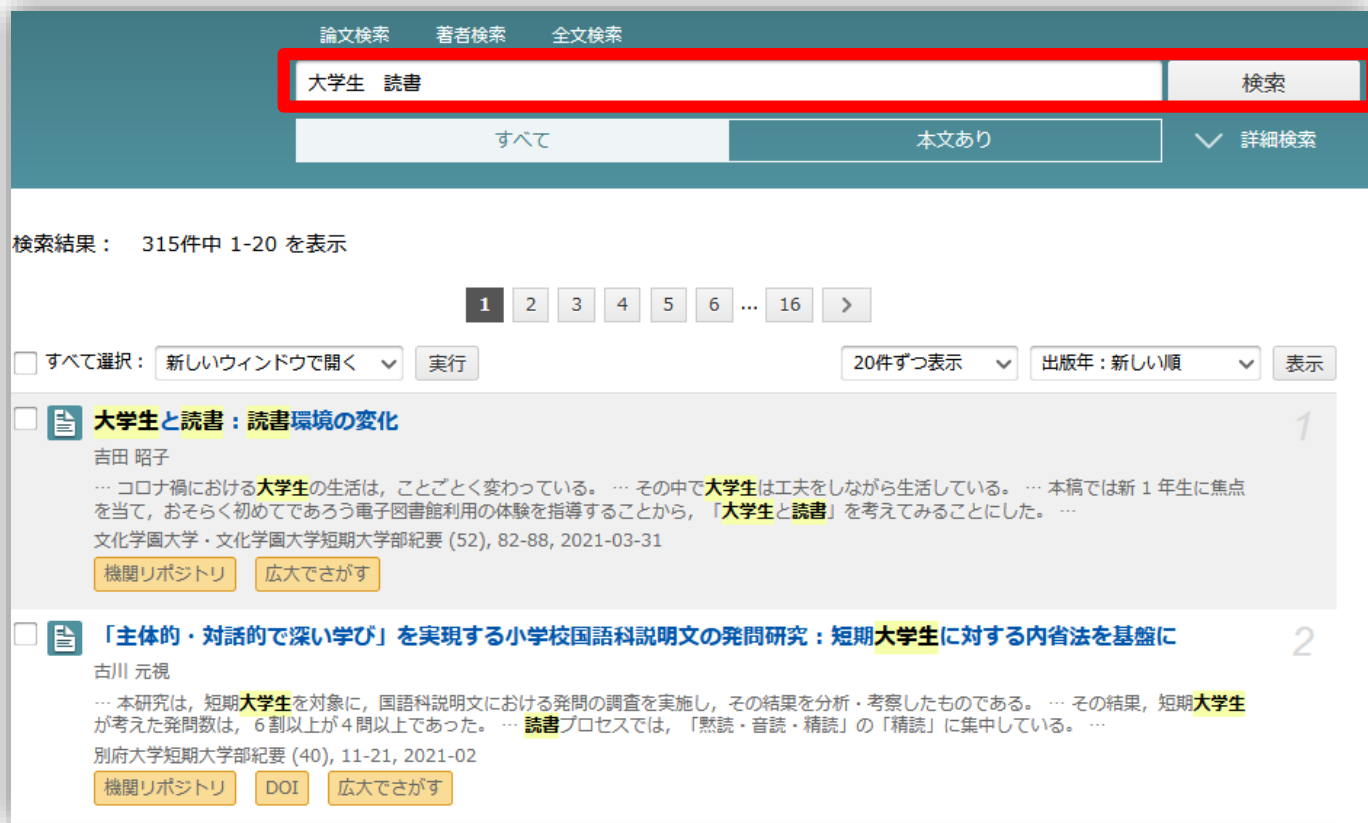 論文検索 著者検索 全文検索
大学生 読書 検索
すべて 本文あり 詳細検索
検索結果： 315件中 1-20 を表示
1 2 3 4 5 6 ... 16 >
すべて選択： 新しいウィンドウで開く 実行 20件ずつ表示 出版年：新しい順 表示
大学生と読書：読書環境の変化 1
吉田 昭子
… コロナ禍における大学生の生活は，ことごとく変わっている。 … その中で大学生は工夫をしながら生活している。 … 本稿では新 1 年生に焦点
を当て，おそらく初めてであろう電子図書館利用の体験を指導することから，「大学生と読書」を考えてみることにした。 …
文化学園大学・文化学園大学短期大学部紀要 (52), 82-88, 2021-03-31
機関リポジトリ 広大でさがす
「主体的・対話的で深い学び」を実現する小学校国語科説明文の発問研究：短期大学生に対する内省法を基盤に 2
古川 元視
… 本研究は，短期大学生を対象に，国語科説明文における発問の調査を実施し，その結果を分析・考察したものである。 … その結果，短期大学生
が考えた発問数は，６割以上が４問以上であった。 … 読書プロセスでは，「黙読・音読・精読」の「精読」に集中している。 …
別府大学短期大学部紀要 (40), 11-21, 2021-02
機関リポジトリ DOI 広大でさがす